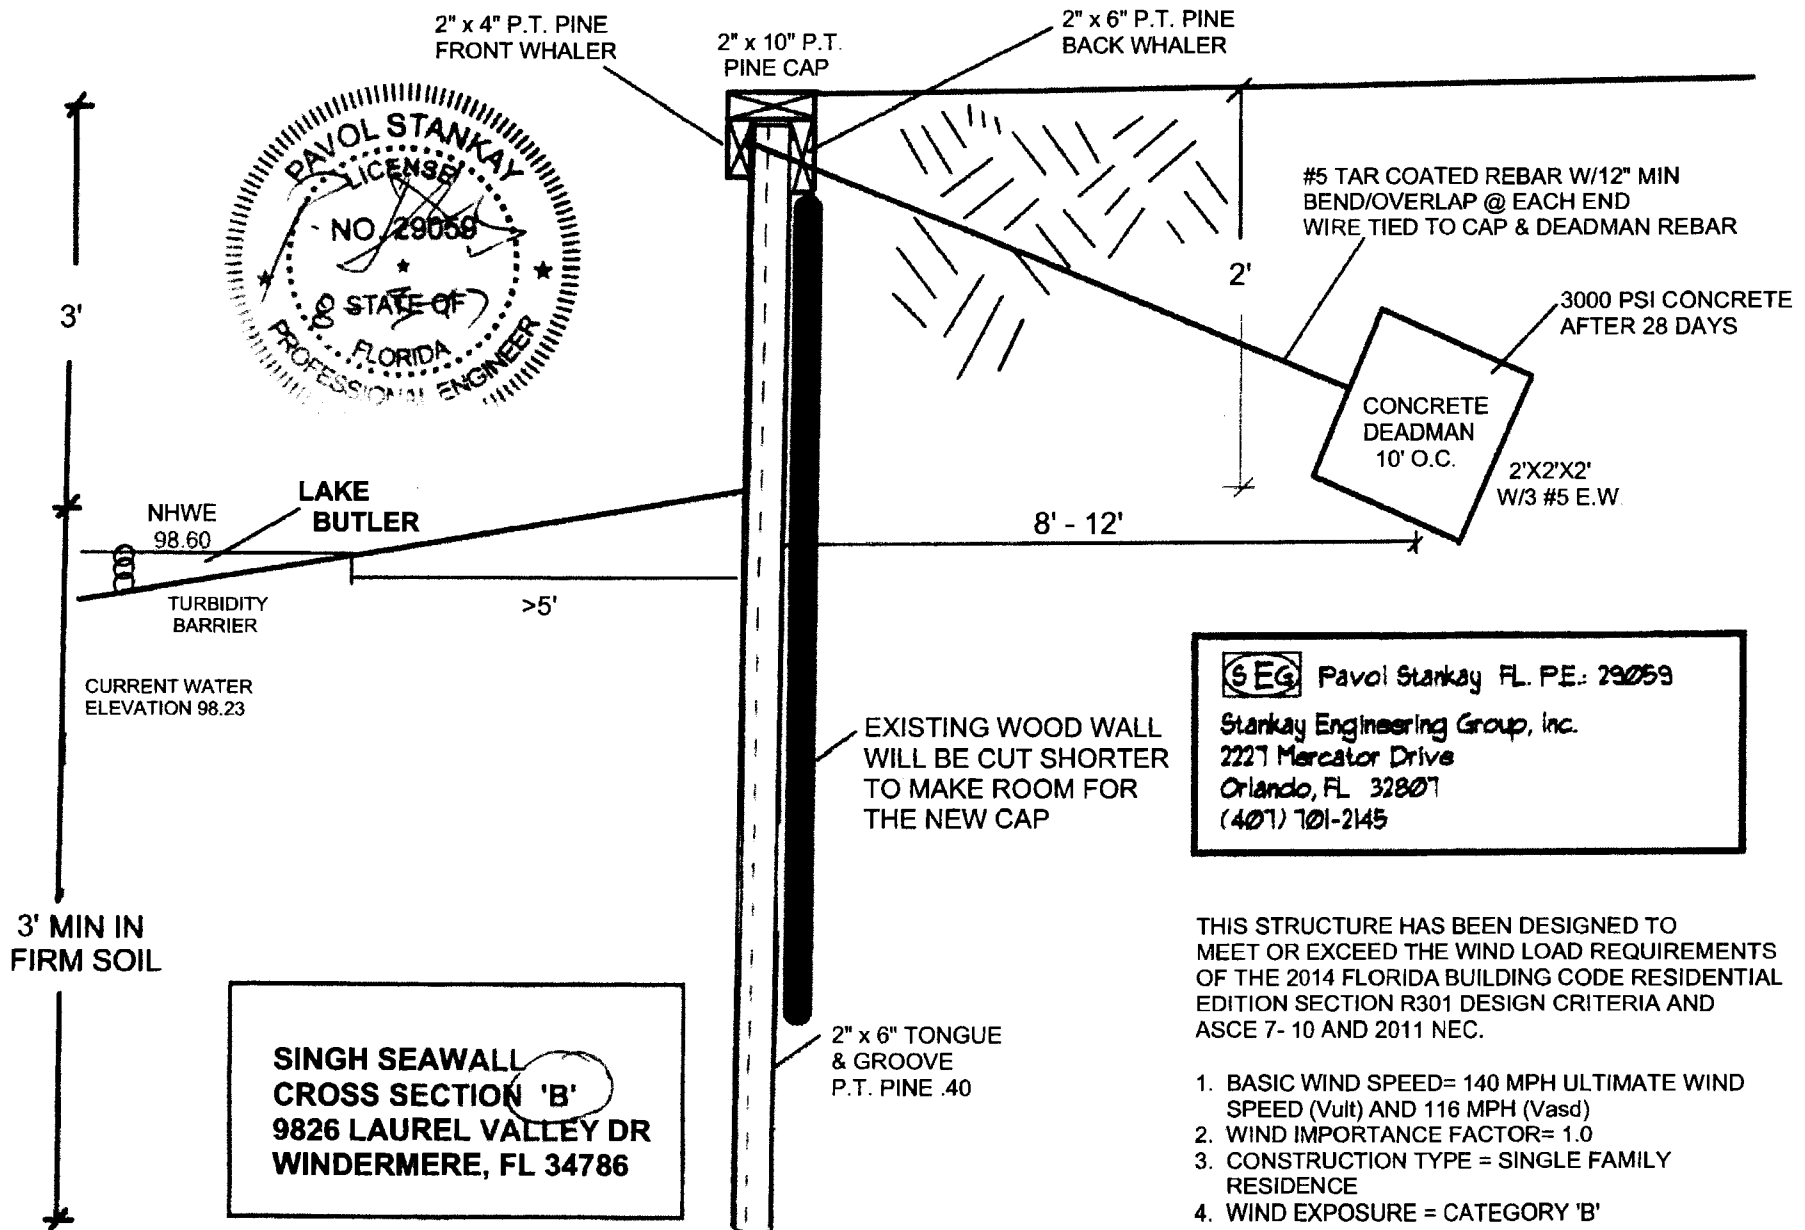 2" x 4" P.T. PINE
FRONT WHALER
2" x 10" P.T.
PINE CAP
2" x 6" P.T. PINE
BACK WHALER
PAVOL STANKAY
LICENSE
NO. 29059
STATE OF
FLORIDA
PROFESSIONAL ENGINEER
3'
2'
#5 TAR COATED REBAR W/12" MIN
BEND/OVERLAP @ EACH END
WIRE TIED TO CAP & DEADMAN REBAR
3000 PSI CONCRETE
AFTER 28 DAYS
CONCRETE
DEADMAN
10' O.C.
2'X2'X2'
W/3 #5 E.W.
8' - 12'
LAKE
BUTLER
NHWE
98.60
>5'
TURBIDITY
BARRIER
CURRENT WATER
ELEVATION 98.23
EXISTING WOOD WALL
WILL BE CUT SHORTER
TO MAKE ROOM FOR
THE NEW CAP
SEG Pavol Stankay FL. P.E.: 29059
Stankay Engineering Group, Inc.
2227 Mercator Drive
Orlando, FL 32807
(407) 701-2145
3' MIN IN
FIRM SOIL
2" x 6" TONGUE
& GROOVE
P.T. PINE .40
SINGH SEAWALL
CROSS SECTION 'B'
9826 LAUREL VALLEY DR
WINDERMERE, FL 34786
THIS STRUCTURE HAS BEEN DESIGNED TO
MEET OR EXCEED THE WIND LOAD REQUIREMENTS
OF THE 2014 FLORIDA BUILDING CODE RESIDENTIAL
EDITION SECTION R301 DESIGN CRITERIA AND
ASCE 7- 10 AND 2011 NEC.
1. BASIC WIND SPEED= 140 MPH ULTIMATE WIND
SPEED (Vult) AND 116 MPH (Vasd)
2. WIND IMPORTANCE FACTOR= 1.0
3. CONSTRUCTION TYPE = SINGLE FAMILY
RESIDENCE
4. WIND EXPOSURE = CATEGORY 'B'